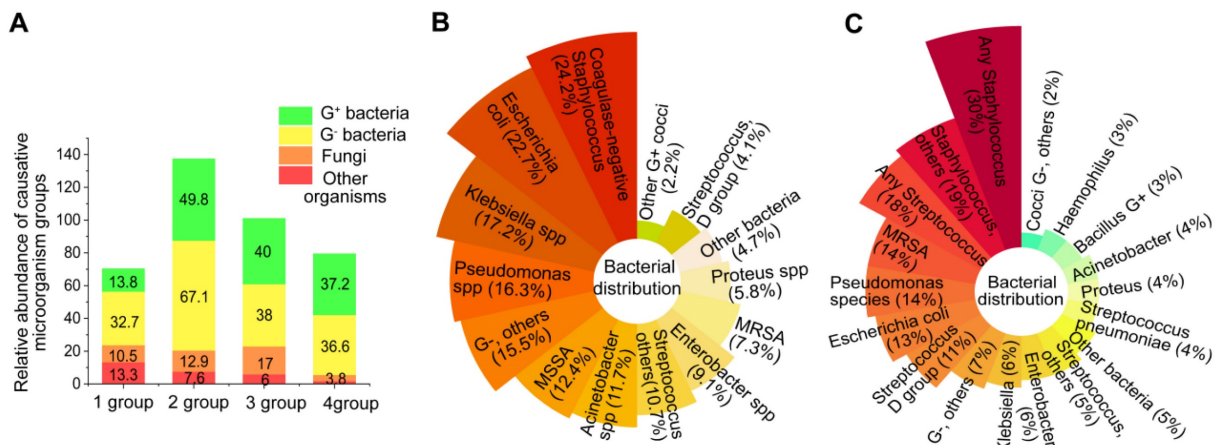 A
Relative abundance of causative
microorganism groups
140
120
100
80
60
40
20
0
G+ bacteria
G- bacteria
Fungi
Other
organisms
13.8
32.7
10.5
13.3
49.8
67.1
12.9
7,6
40
38
17
6
37.2
36.6
3.8
1 group
2 group
3 group
4group
B
Bacterial
distribution
Coagulase-negative
Staphylococcus
(24.2%)
Escherichia
coli (22.7%)
Klebsiella spp
(17.2%)
Pseudomonas
spp (16.3%)
G-, others
(15.5%)
MSSA
(12.4%)
Acinetobacter
spp (11.7%)
Streptococcus
others(10.7%)
Enterobacter spp
(9.1%)
MRSA
(7.3%)
Proteus spp
(5.8%)
Other bacteria
(4.7%)
Streptococcus,
D group (4.1%)
Other G+ cocci
(2.2%)
C
Bacterial
distribution
Any Staphylococcus
(30%)
Staphylococcus,
others (19%)
Any Streptococcus
(18%)
MRSA
(14%)
Pseudomonas
species (14%)
Escherichia coli
(13%)
Streptococcus
D group (11%)
G-, others (7%)
Klebsiella (6%)
Enterobacter
(6%)
Streptococcus,
others (5%)
Other bacteria (5%)
Streptococcus
pneumoniae (4%)
Proteus (4%)
Acinetobacter (4%)
Bacillus G+ (3%)
Haemophilus (3%)
Cocci G-, others (2%)